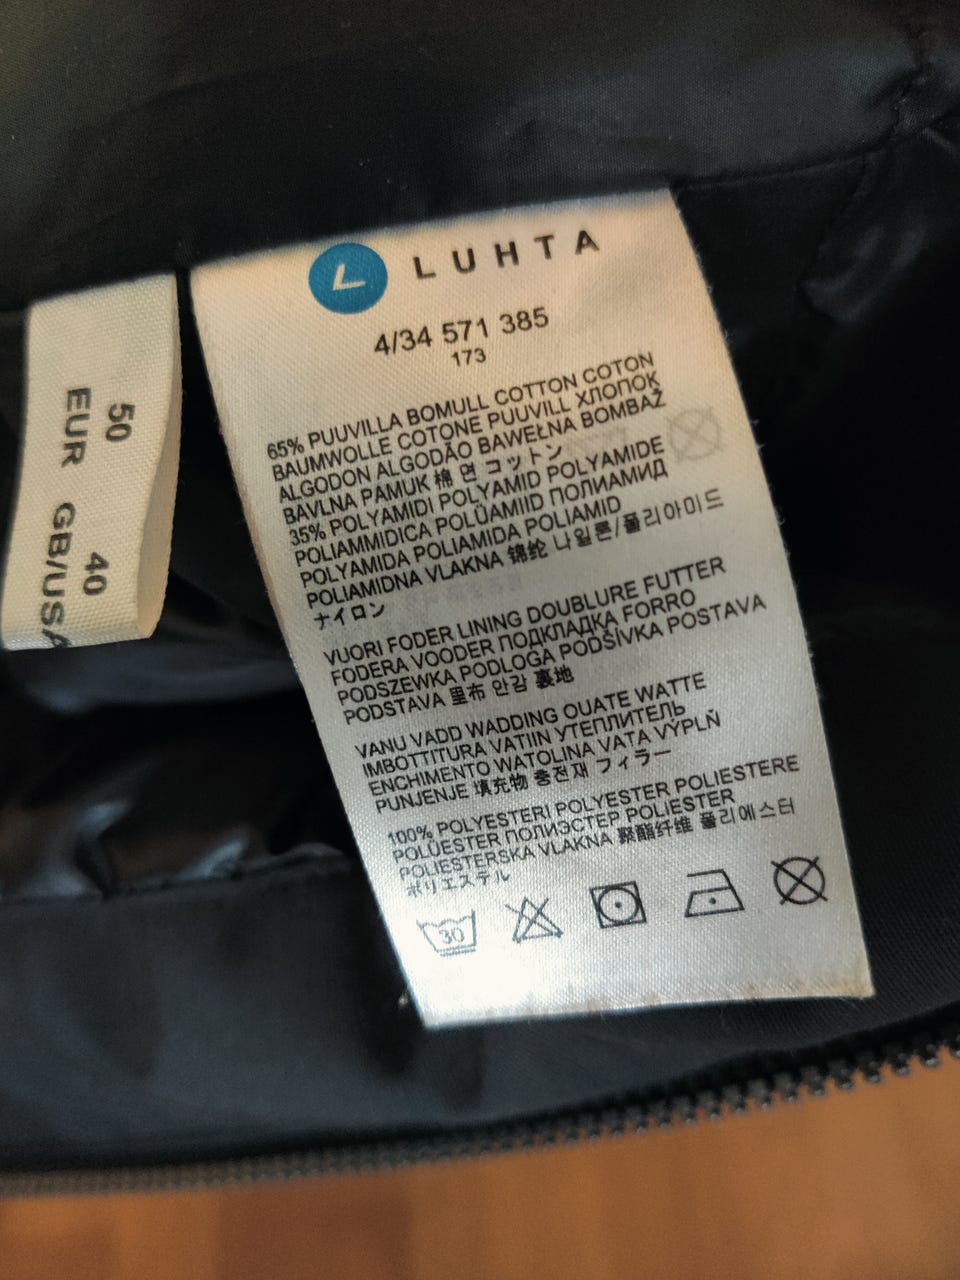 L LUHTA
4/34 571 385
173
65% PUUVILLA BOMULL COTTON COTON
BAUMWOLLE COTONE PUUVILL ХЛОПОК
ALGODON ALGODÃO BAWEŁNA BOMBAŽ
BAVLNA PAMUK 棉 면 コットン
35% POLYAMIDI POLYAMID POLYAMIDE
POLIAMMIDICA POLÜAMIID ПОЛИАМИД
POLYAMIDA POLIAMIDA POLIAMID
POLIAMIDNA VLAKNA 锦纶 나일론/폴리아미드
ナイロン
VUORI FODER LINING DOUBLURE FUTTER
FODERA VOODER ПОДКЛАДКА FORRO
PODSZEWKA PODLOGA PODŠÍVKA POSTAVA
PODSTAVA 里布 안감 裏地
VANU VADD WADDING OUATE WATTE
IMBOTTITURA VATIIN УТЕПЛИТЕЛЬ
ENCHIMENTO WATOLINA VATA VÝPLŇ
PUNJENJE 填充物 충전재 フィラー
100% POLYESTERI POLYESTER POLIESTERE
POLÜESTER ПОЛИЭСТЕР POLIESTER
POLIESTERSKA VLAKNA 聚酯纤维 폴리에스터
ポリエステル
30
50 40
EUR GB/USA